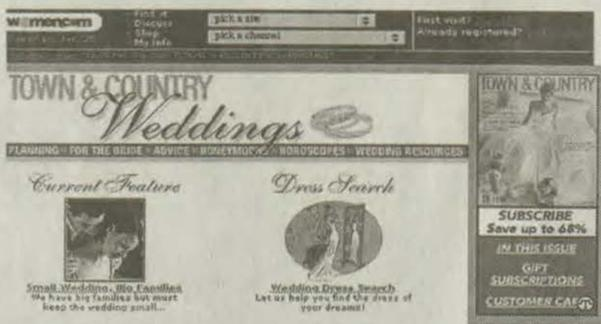 women.com
Find it
Discuss
Shop
My Info
pick a site
pick a channel
First visit?
Already registered?
TOWN & COUNTRY
Weddings
PLANNING FOR THE BRIDE ADVICE HONEYMOONS HOROSCOPES WEDDING RESOURCES
Current Feature
Small Wedding, Big Families
We have big families but must
keep the wedding small...
Dress Search
Wedding Dress Search
Let us help you find the dress of
your dreams!
TOWN & COUNTRY
SUBSCRIBE
Save up to 68%
IN THIS ISSUE
GIFT
SUBSCRIPTIONS
CUSTOMER CARE